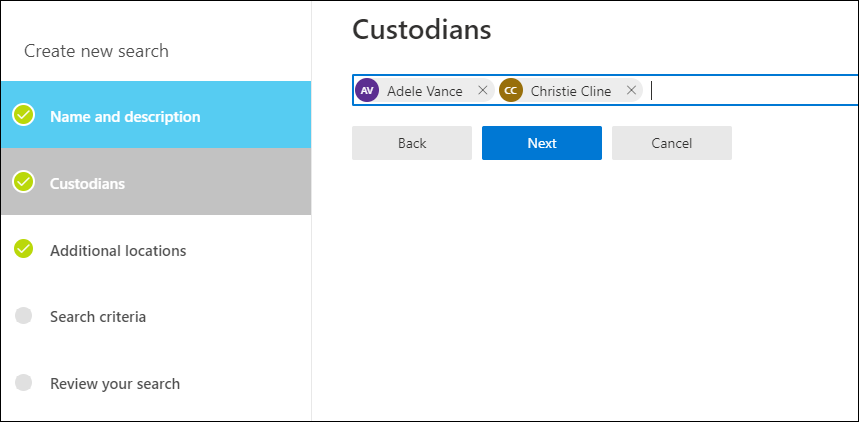 Create new search
Name and description
Custodians
Additional locations
Search criteria
Review your search
Custodians
AV Adele Vance CC Christie Cline
Back Next Cancel